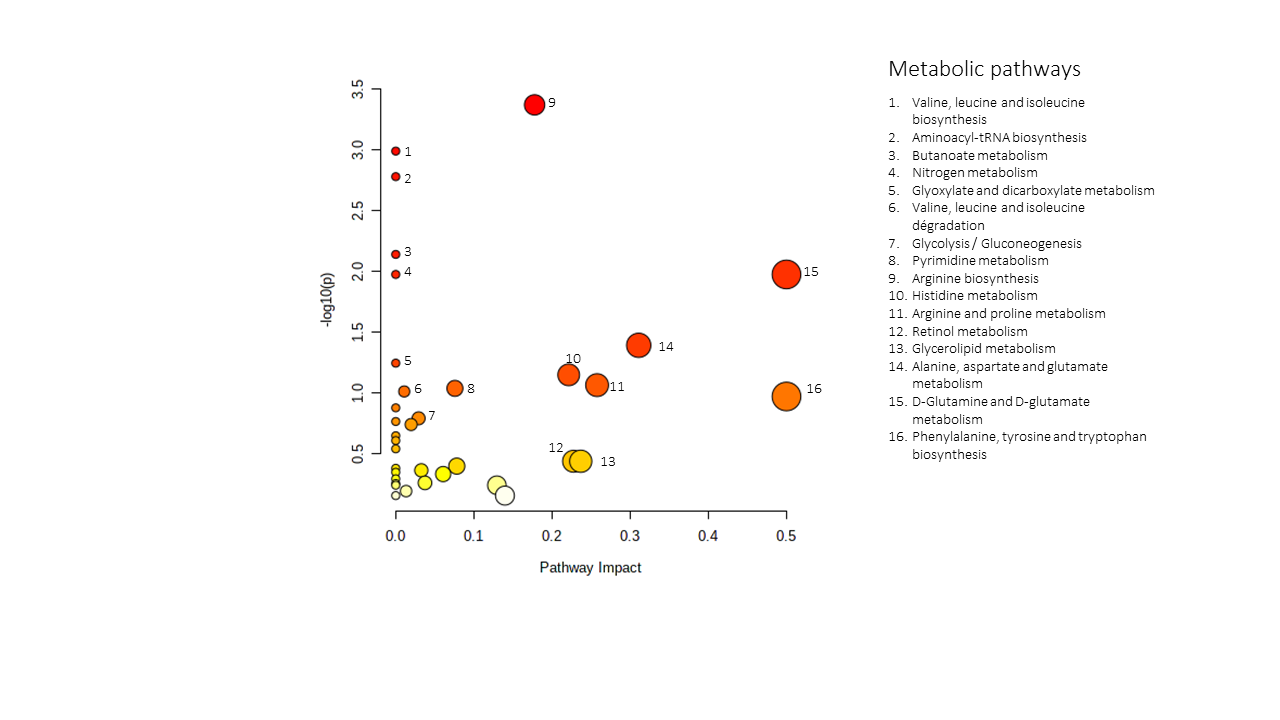 Metabolic pathways
1. Valine, leucine and isoleucine
biosynthesis
2. Aminoacyl-tRNA biosynthesis
3. Butanoate metabolism
4. Nitrogen metabolism
5. Glyoxylate and dicarboxylate metabolism
6. Valine, leucine and isoleucine
dégradation
7. Glycolysis / Gluconeogenesis
8. Pyrimidine metabolism
9. Arginine biosynthesis
10. Histidine metabolism
11. Arginine and proline metabolism
12. Retinol metabolism
13. Glycerolipid metabolism
14. Alanine, aspartate and glutamate
metabolism
15. D-Glutamine and D-glutamate
metabolism
16. Phenylalanine, tyrosine and tryptophan
biosynthesis
-log10(p)
3.5
3.0
2.5
2.0
1.5
1.0
0.5
9
1
2
3
4
15
14
5
10
11
6
8
16
7
12
13
0.0 0.1 0.2 0.3 0.4 0.5
Pathway Impact